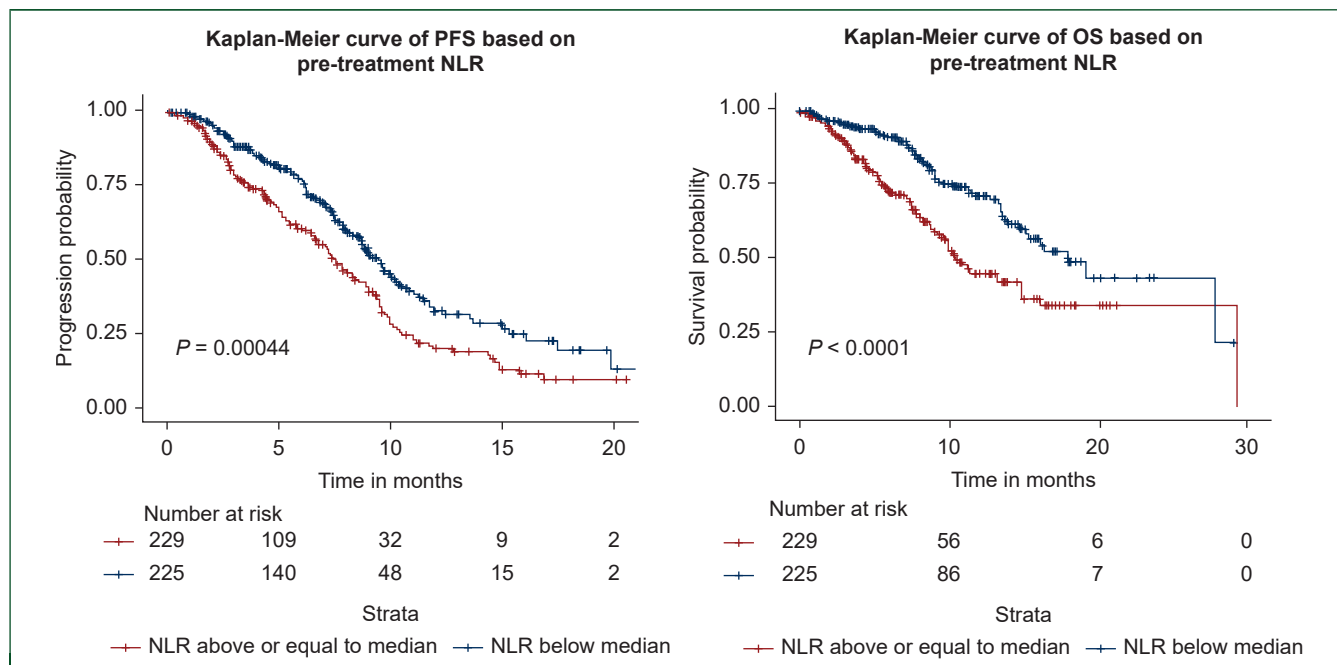 Kaplan-Meier curve of PFS based on
pre-treatment NLR
Progression probability
1.00
0.75
0.50
0.25
0.00
P = 0.00044
0 5 10 15 20
Time in months
Number at risk
229 109 32 9 2
225 140 48 15 2
Strata
NLR above or equal to median NLR below median
Kaplan-Meier curve of OS based on
pre-treatment NLR
Survival probability
1.00
0.75
0.50
0.25
0.00
P < 0.0001
0 10 20 30
Time in months
Number at risk
229 56 6 0
225 86 7 0
Strata
NLR above or equal to median NLR below median